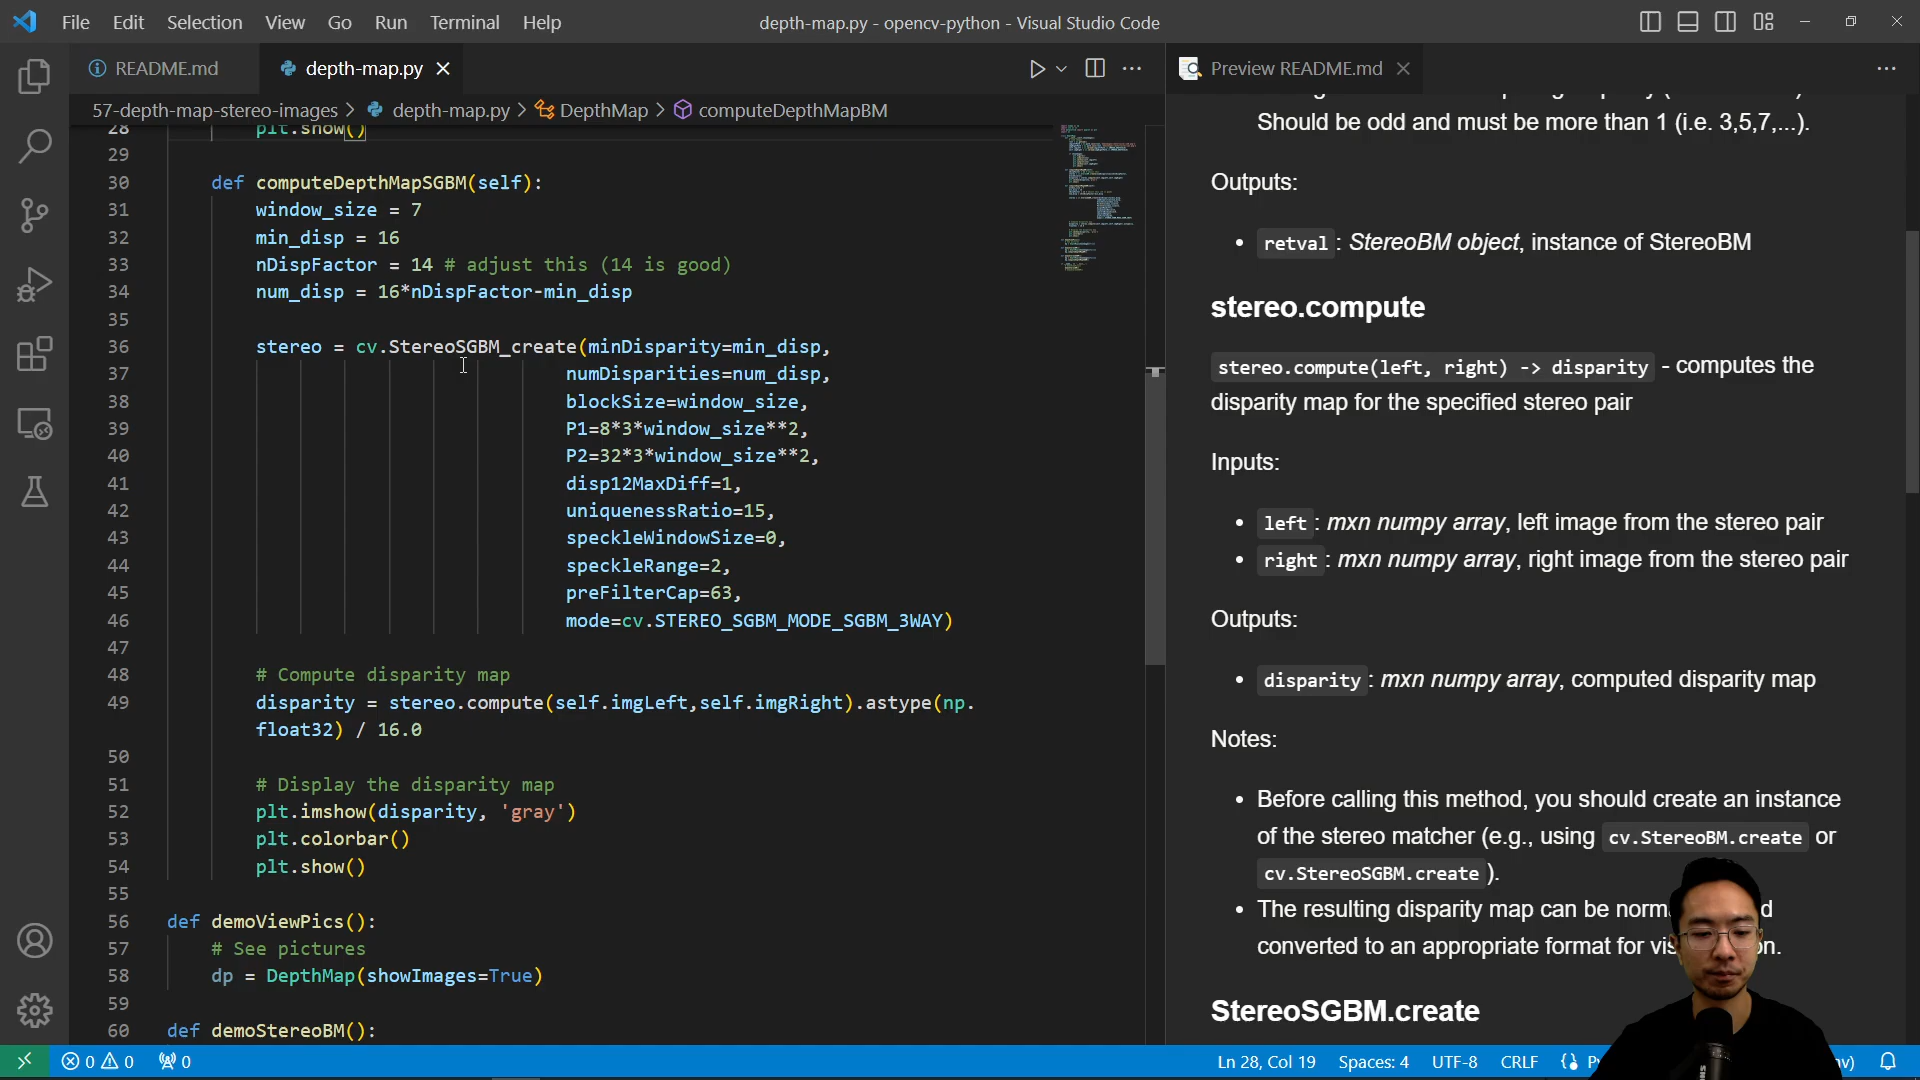 File Edit Selection View Go Run Terminal Help
depth-map.py - opencv-python - Visual Studio Code
README.md
depth-map.py
57-depth-map-stereo-images > depth-map.py > DepthMap > computeDepthMapBM
28 plt.show()
29
30 def computeDepthMapSGBM(self):
31 window_size = 7
32 min_disp = 16
33 nDispFactor = 14 # adjust this (14 is good)
34 num_disp = 16*nDispFactor-min_disp
35
36 stereo = cv.StereoSGBM_create(minDisparity=min_disp,
37 numDisparities=num_disp,
38 blockSize=window_size,
39 P1=8*3*window_size**2,
40 P2=32*3*window_size**2,
41 disp12MaxDiff=1,
42 uniquenessRatio=15,
43 speckleWindowSize=0,
44 speckleRange=2,
45 preFilterCap=63,
46 mode=cv.STEREO_SGBM_MODE_SGBM_3WAY)
47
48 # Compute disparity map
49 disparity = stereo.compute(self.imgLeft,self.imgRight).astype(np.
float32) / 16.0
50
51 # Display the disparity map
52 plt.imshow(disparity, 'gray')
53 plt.colorbar()
54 plt.show()
55
56 def demoViewPics():
57 # See pictures
58 dp = DepthMap(showImages=True)
59
60 def demoStereoBM():
Preview README.md
Should be odd and must be more than 1 (i.e. 3,5,7,...).
Outputs:
• retval : StereoBM object, instance of StereoBM
stereo.compute
stereo.compute(left, right) -> disparity - computes the
disparity map for the specified stereo pair
Inputs:
• left : mxn numpy array, left image from the stereo pair
• right : mxn numpy array, right image from the stereo pair
Outputs:
• disparity : mxn numpy array, computed disparity map
Notes:
• Before calling this method, you should create an instance
of the stereo matcher (e.g., using cv.StereoBM.create or
cv.StereoSGBM.create ).
• The resulting disparity map can be
converted to an appropriate format for
StereoSGBM.create
0 0 0
Ln 28, Col 19 Spaces: 4 UTF-8 CRLF